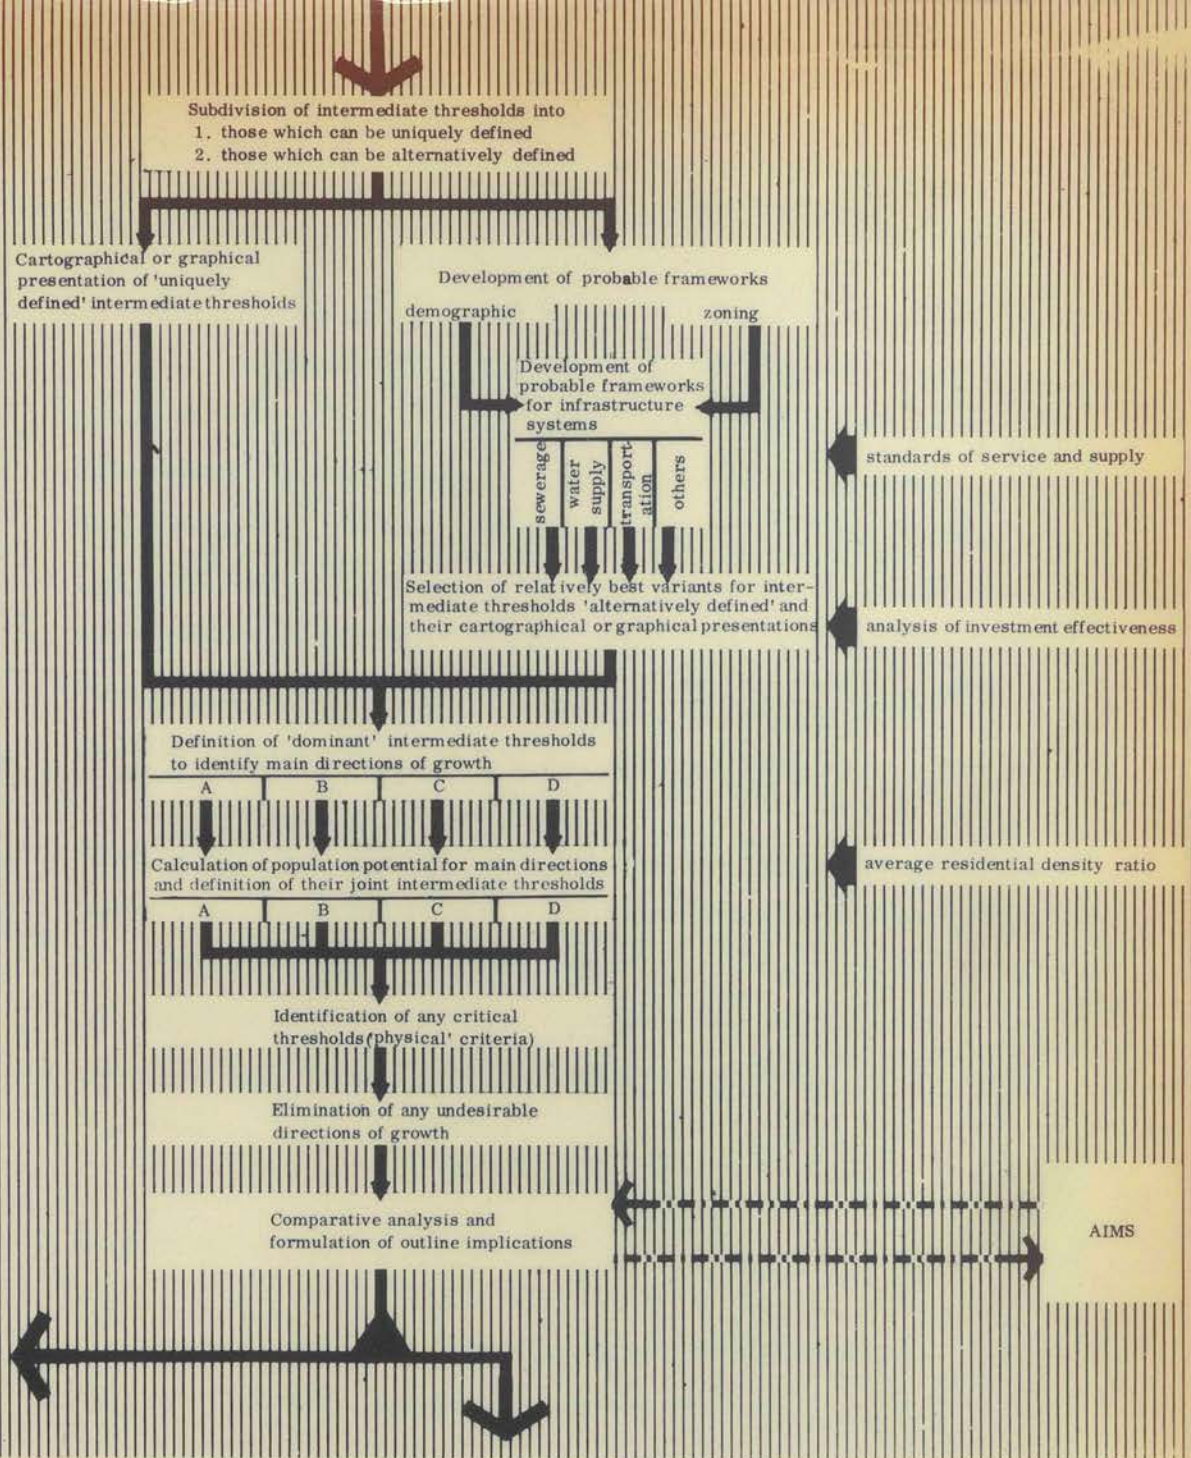 Subdivision of intermediate thresholds into
1. those which can be uniquely defined
2. those which can be alternatively defined
Cartographical or graphical
presentation of 'uniquely
defined' intermediate thresholds
Development of probable frameworks
demographic
zoning
Development of
probable frameworks
for infrastructure
systems
sewerage
water
supply
transport-
ation
others
standards of service and supply
Selection of relatively best variants for inter-
mediate thresholds 'alternatively defined' and
their cartographical or graphical presentations
analysis of investment effectiveness
Definition of 'dominant' intermediate thresholds
to identify main directions of growth
A B C D
Calculation of population potential for main directions
and definition of their joint intermediate thresholds
average residential density ratio
A B C D
Identification of any critical
thresholds('physical' criteria)
Elimination of any undesirable
directions of growth
Comparative analysis and
formulation of outline implications
AIMS